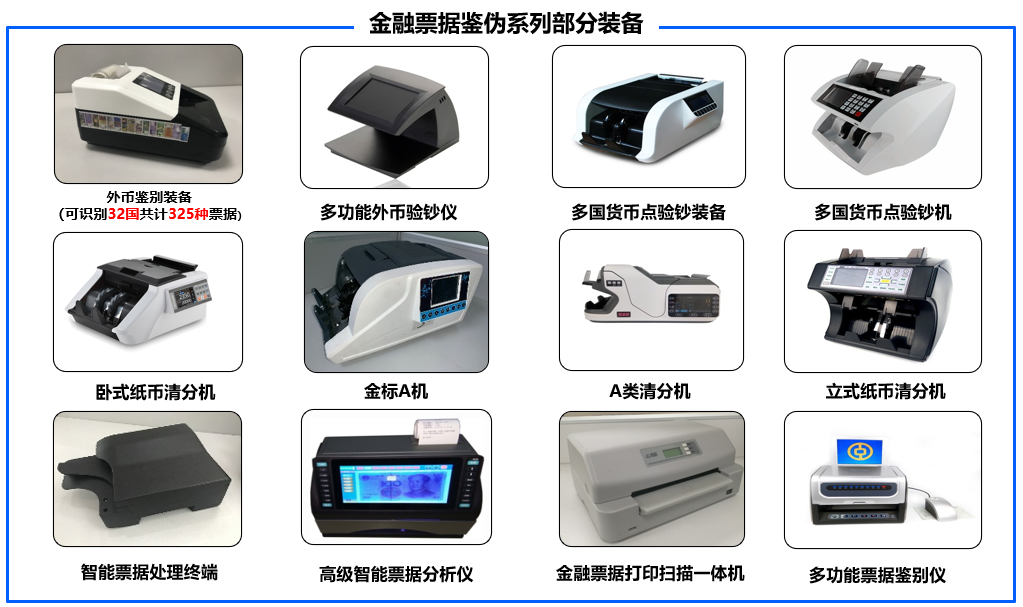 金融票据鉴伪系列部分装备
外币鉴别装备
(可识别32国共计325种票据)
多功能外币验钞仪
多国货币点验钞装备
多国货币点验钞机
卧式纸币清分机
金标A机
A类清分机
立式纸币清分机
智能票据处理终端
高级智能票据分析仪
金融票据打印扫描一体机
多功能票据鉴别仪